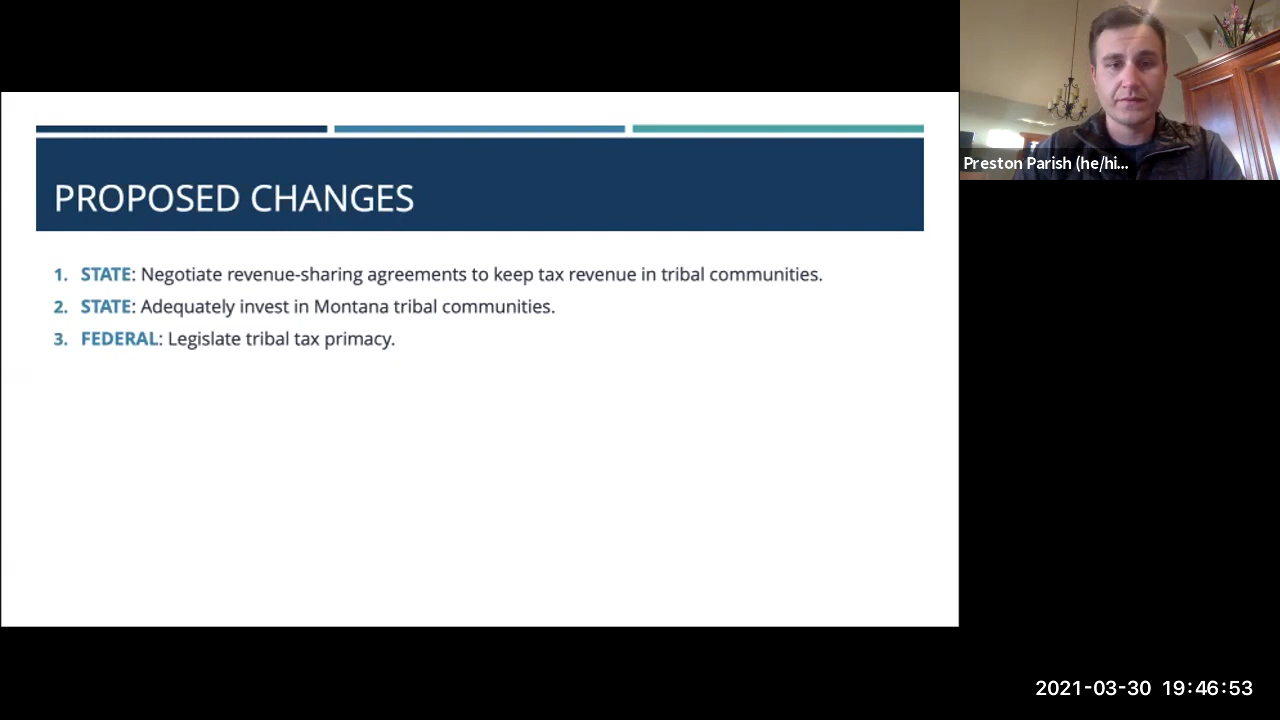 PROPOSED CHANGES
1. STATE: Negotiate revenue-sharing agreements to keep tax revenue in tribal communities.
2. STATE: Adequately invest in Montana tribal communities.
3. FEDERAL: Legislate tribal tax primacy.
Preston Parish (he/hi...
2021-03-30 19:46:53